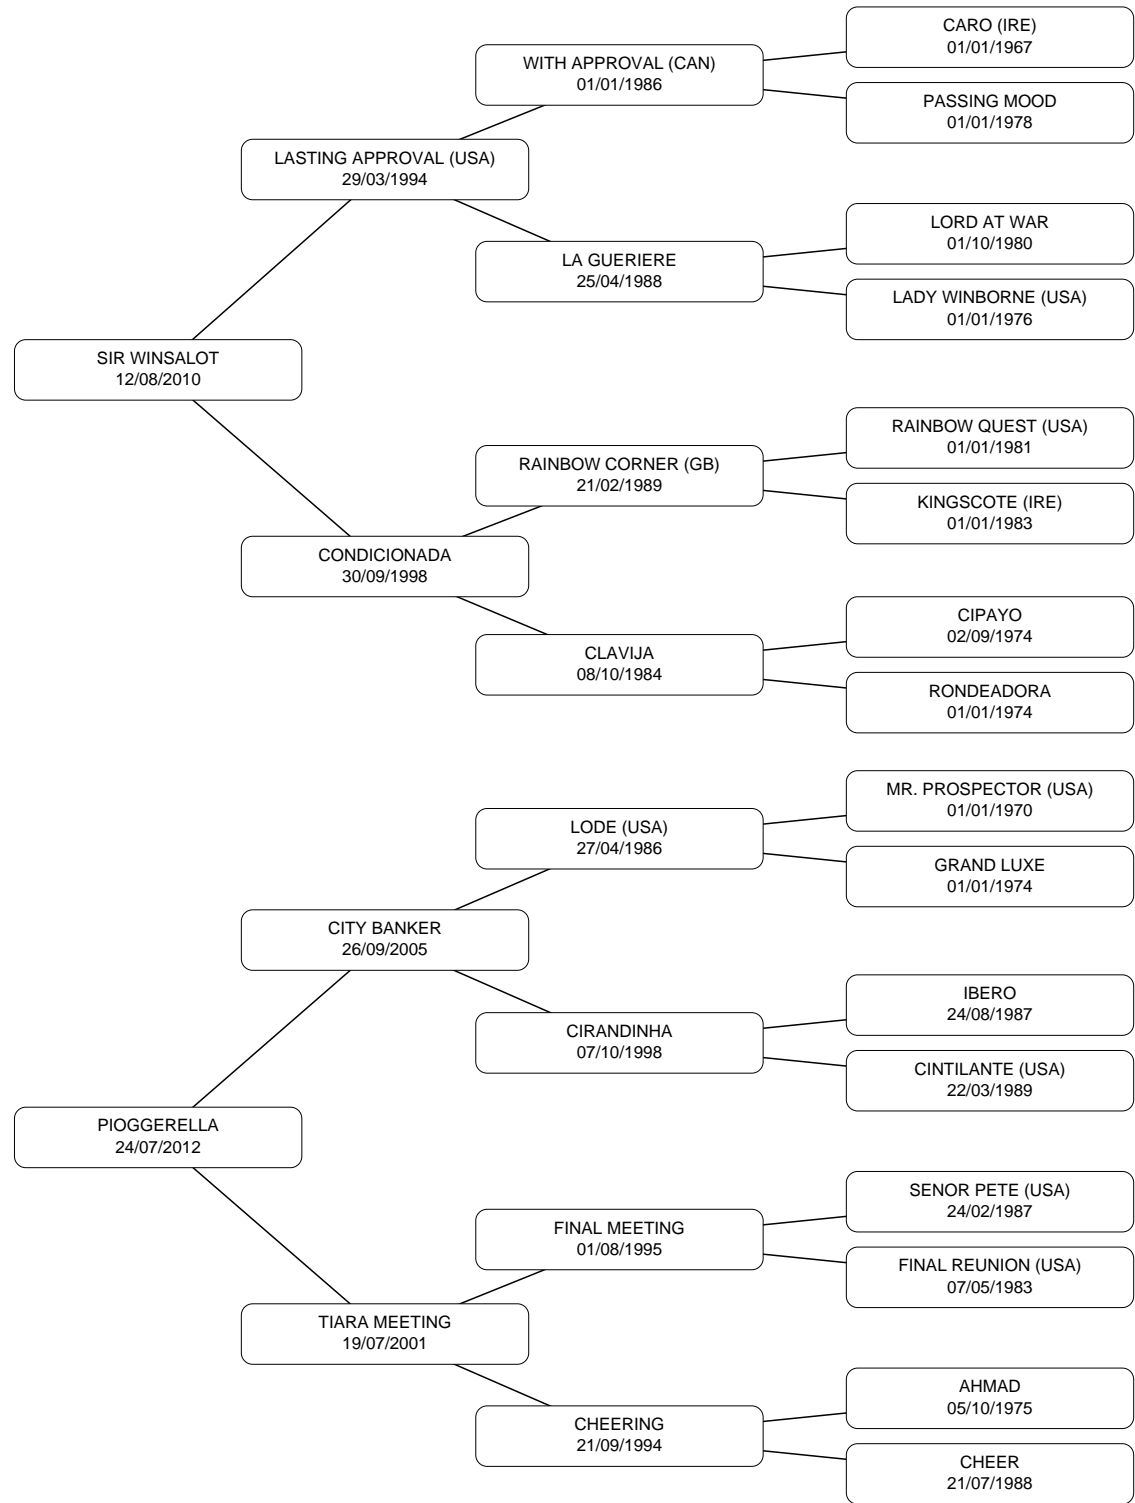 CARO (IRE)
01/01/1967
WITH APPROVAL (CAN)
01/01/1986
PASSING MOOD
01/01/1978
LASTING APPROVAL (USA)
29/03/1994
LORD AT WAR
01/10/1980
LA GUERIERE
25/04/1988
LADY WINBORNE (USA)
01/01/1976
SIR WINSALOT
12/08/2010
RAINBOW QUEST (USA)
01/01/1981
RAINBOW CORNER (GB)
21/02/1989
KINGSCOTE (IRE)
01/01/1983
CONDICIONADA
30/09/1998
CIPAYO
02/09/1974
CLAVIJA
08/10/1984
RONDEADORA
01/01/1974
MR. PROSPECTOR (USA)
01/01/1970
LODE (USA)
27/04/1986
GRAND LUXE
01/01/1974
CITY BANKER
26/09/2005
IBERO
24/08/1987
CIRANDINHA
07/10/1998
CINTILANTE (USA)
22/03/1989
PIOGGERELLA
24/07/2012
SENOR PETE (USA)
24/02/1987
FINAL MEETING
01/08/1995
FINAL REUNION (USA)
07/05/1983
TIARA MEETING
19/07/2001
AHMAD
05/10/1975
CHEERING
21/09/1994
CHEER
21/07/1988